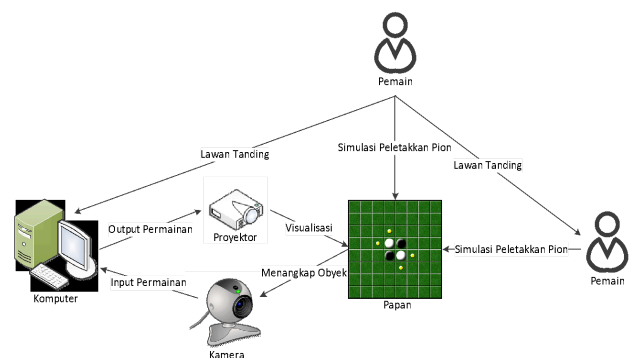 Pemain
Lawan Tanding
Simulasi Peletakkan Pion
Lawan Tanding
Output Permainan
Proyektor
Visualisasi
Simulasi Peletakkan Pion
Pemain
Menangkap Obyek
Input Permainan
Komputer
Papan
Kamera